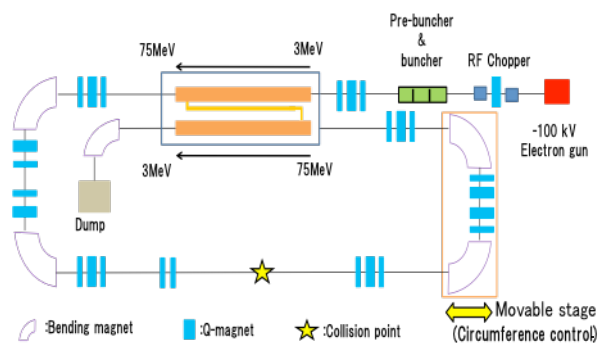 Pre-buncher
&
buncher
RF Chopper
75MeV
3MeV
-100 kV
Electron gun
3MeV
75MeV
Dump
Movable stage
(Circumference control)
:Bending magnet
:Q-magnet
:Collision point